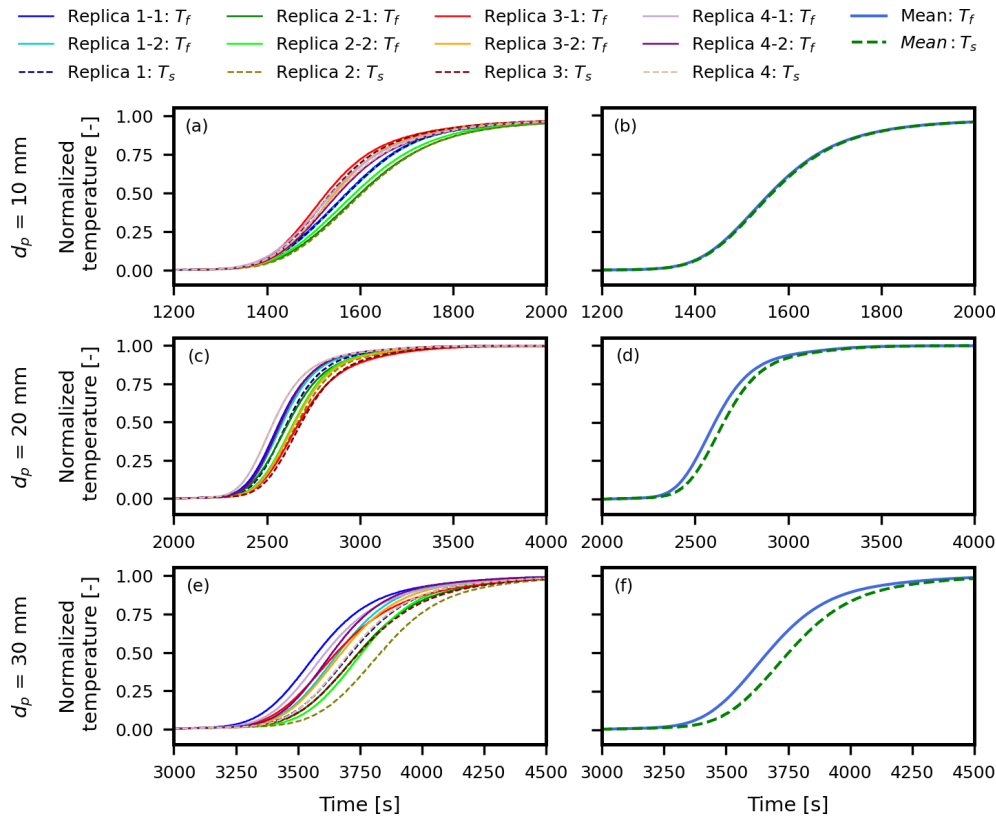 Replica 1-1: T_f Replica 2-1: T_f Replica 3-1: T_f Replica 4-1: T_f Mean: T_f
Replica 1-2: T_f Replica 2-2: T_f Replica 3-2: T_f Replica 4-2: T_f Mean: T_s
Replica 1: T_s Replica 2: T_s Replica 3: T_s Replica 4: T_s
d_p = 10 mm
Normalized
temperature [-]
1.00
0.75
0.50
0.25
0.00
(a)
1200 1400 1600 1800 2000
(b)
1200 1400 1600 1800 2000
d_p = 20 mm
Normalized
temperature [-]
1.00
0.75
0.50
0.25
0.00
(c)
2000 2500 3000 3500 4000
(d)
2000 2500 3000 3500 4000
d_p = 30 mm
Normalized
temperature [-]
1.00
0.75
0.50
0.25
0.00
(e)
3000 3250 3500 3750 4000 4250 4500
Time [s]
(f)
3000 3250 3500 3750 4000 4250 4500
Time [s]